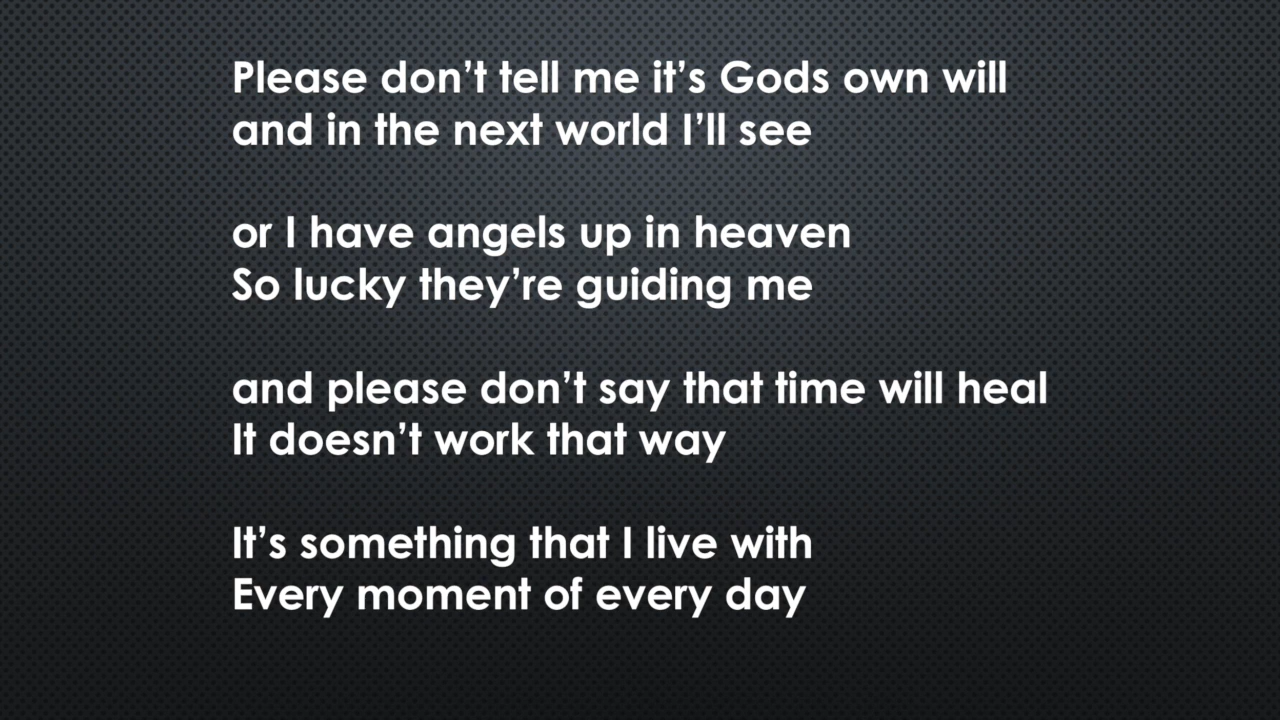 Please don’t tell me it’s Gods own will
and in the next world I’ll see
or I have angels up in heaven
So lucky they’re guiding me
and please don’t say that time will heal
It doesn’t work that way
It’s something that I live with
Every moment of every day